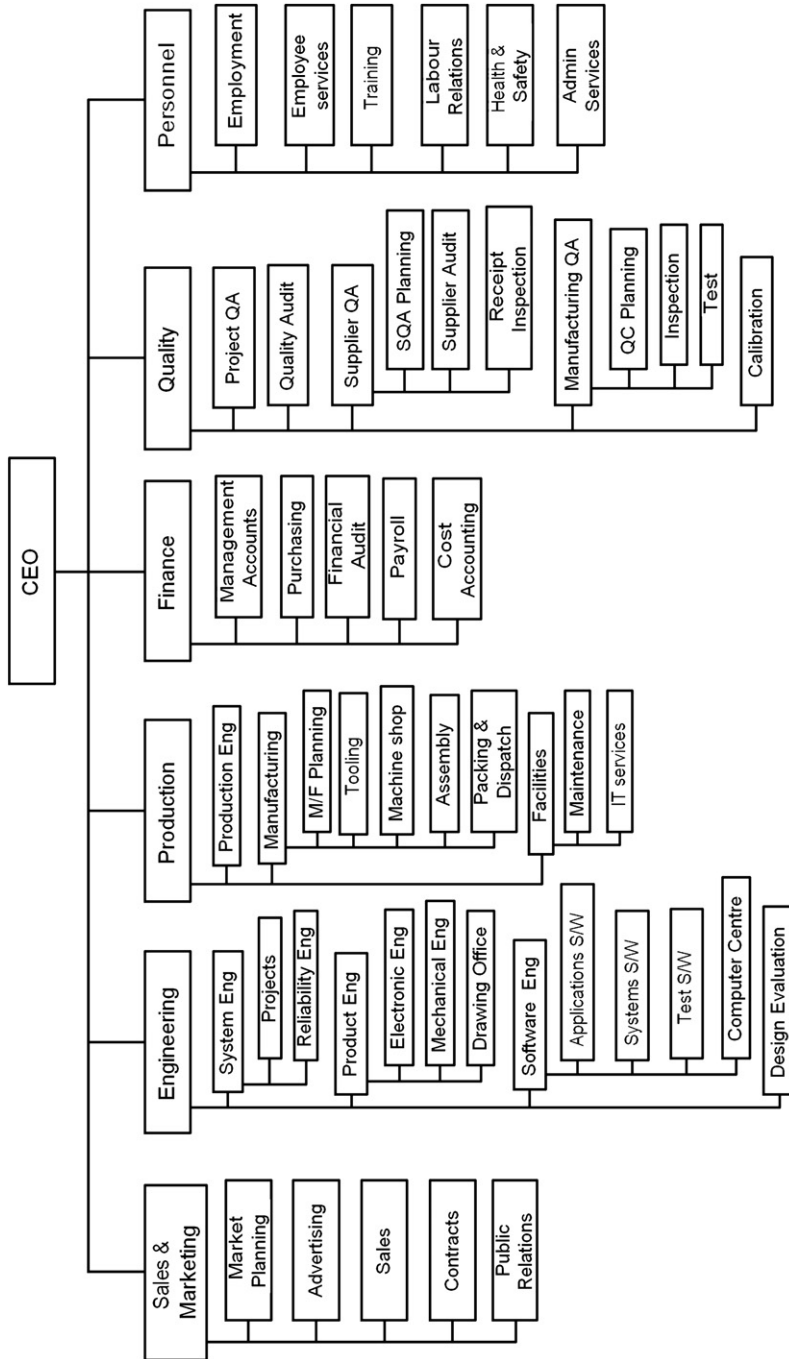 CEO
Sales &
Marketing
Market
Planning
Advertising
Sales
Contracts
Public
Relations
Engineering
System Eng
Projects
Reliability Eng
Product Eng
Electronic Eng
Mechanical Eng
Drawing Office
Software Eng
Applications S/W
Systems S/W
Test S/W
Computer Centre
Design Evaluation
Production
Production Eng
Manufacturing
M/F Planning
Tooling
Machine shop
Assembly
Packing &
Dispatch
Facilities
Maintenance
IT services
Finance
Management
Accounts
Purchasing
Financial
Audit
Payroll
Cost
Accounting
Quality
Project QA
Quality Audit
Supplier QA
SQA Planning
Supplier Audit
Receipt
Inspection
Manufacturing QA
QC Planning
Inspection
Test
Calibration
Personnel
Employment
Employee
services
Training
Labour
Relations
Health &
Safety
Admin
Services